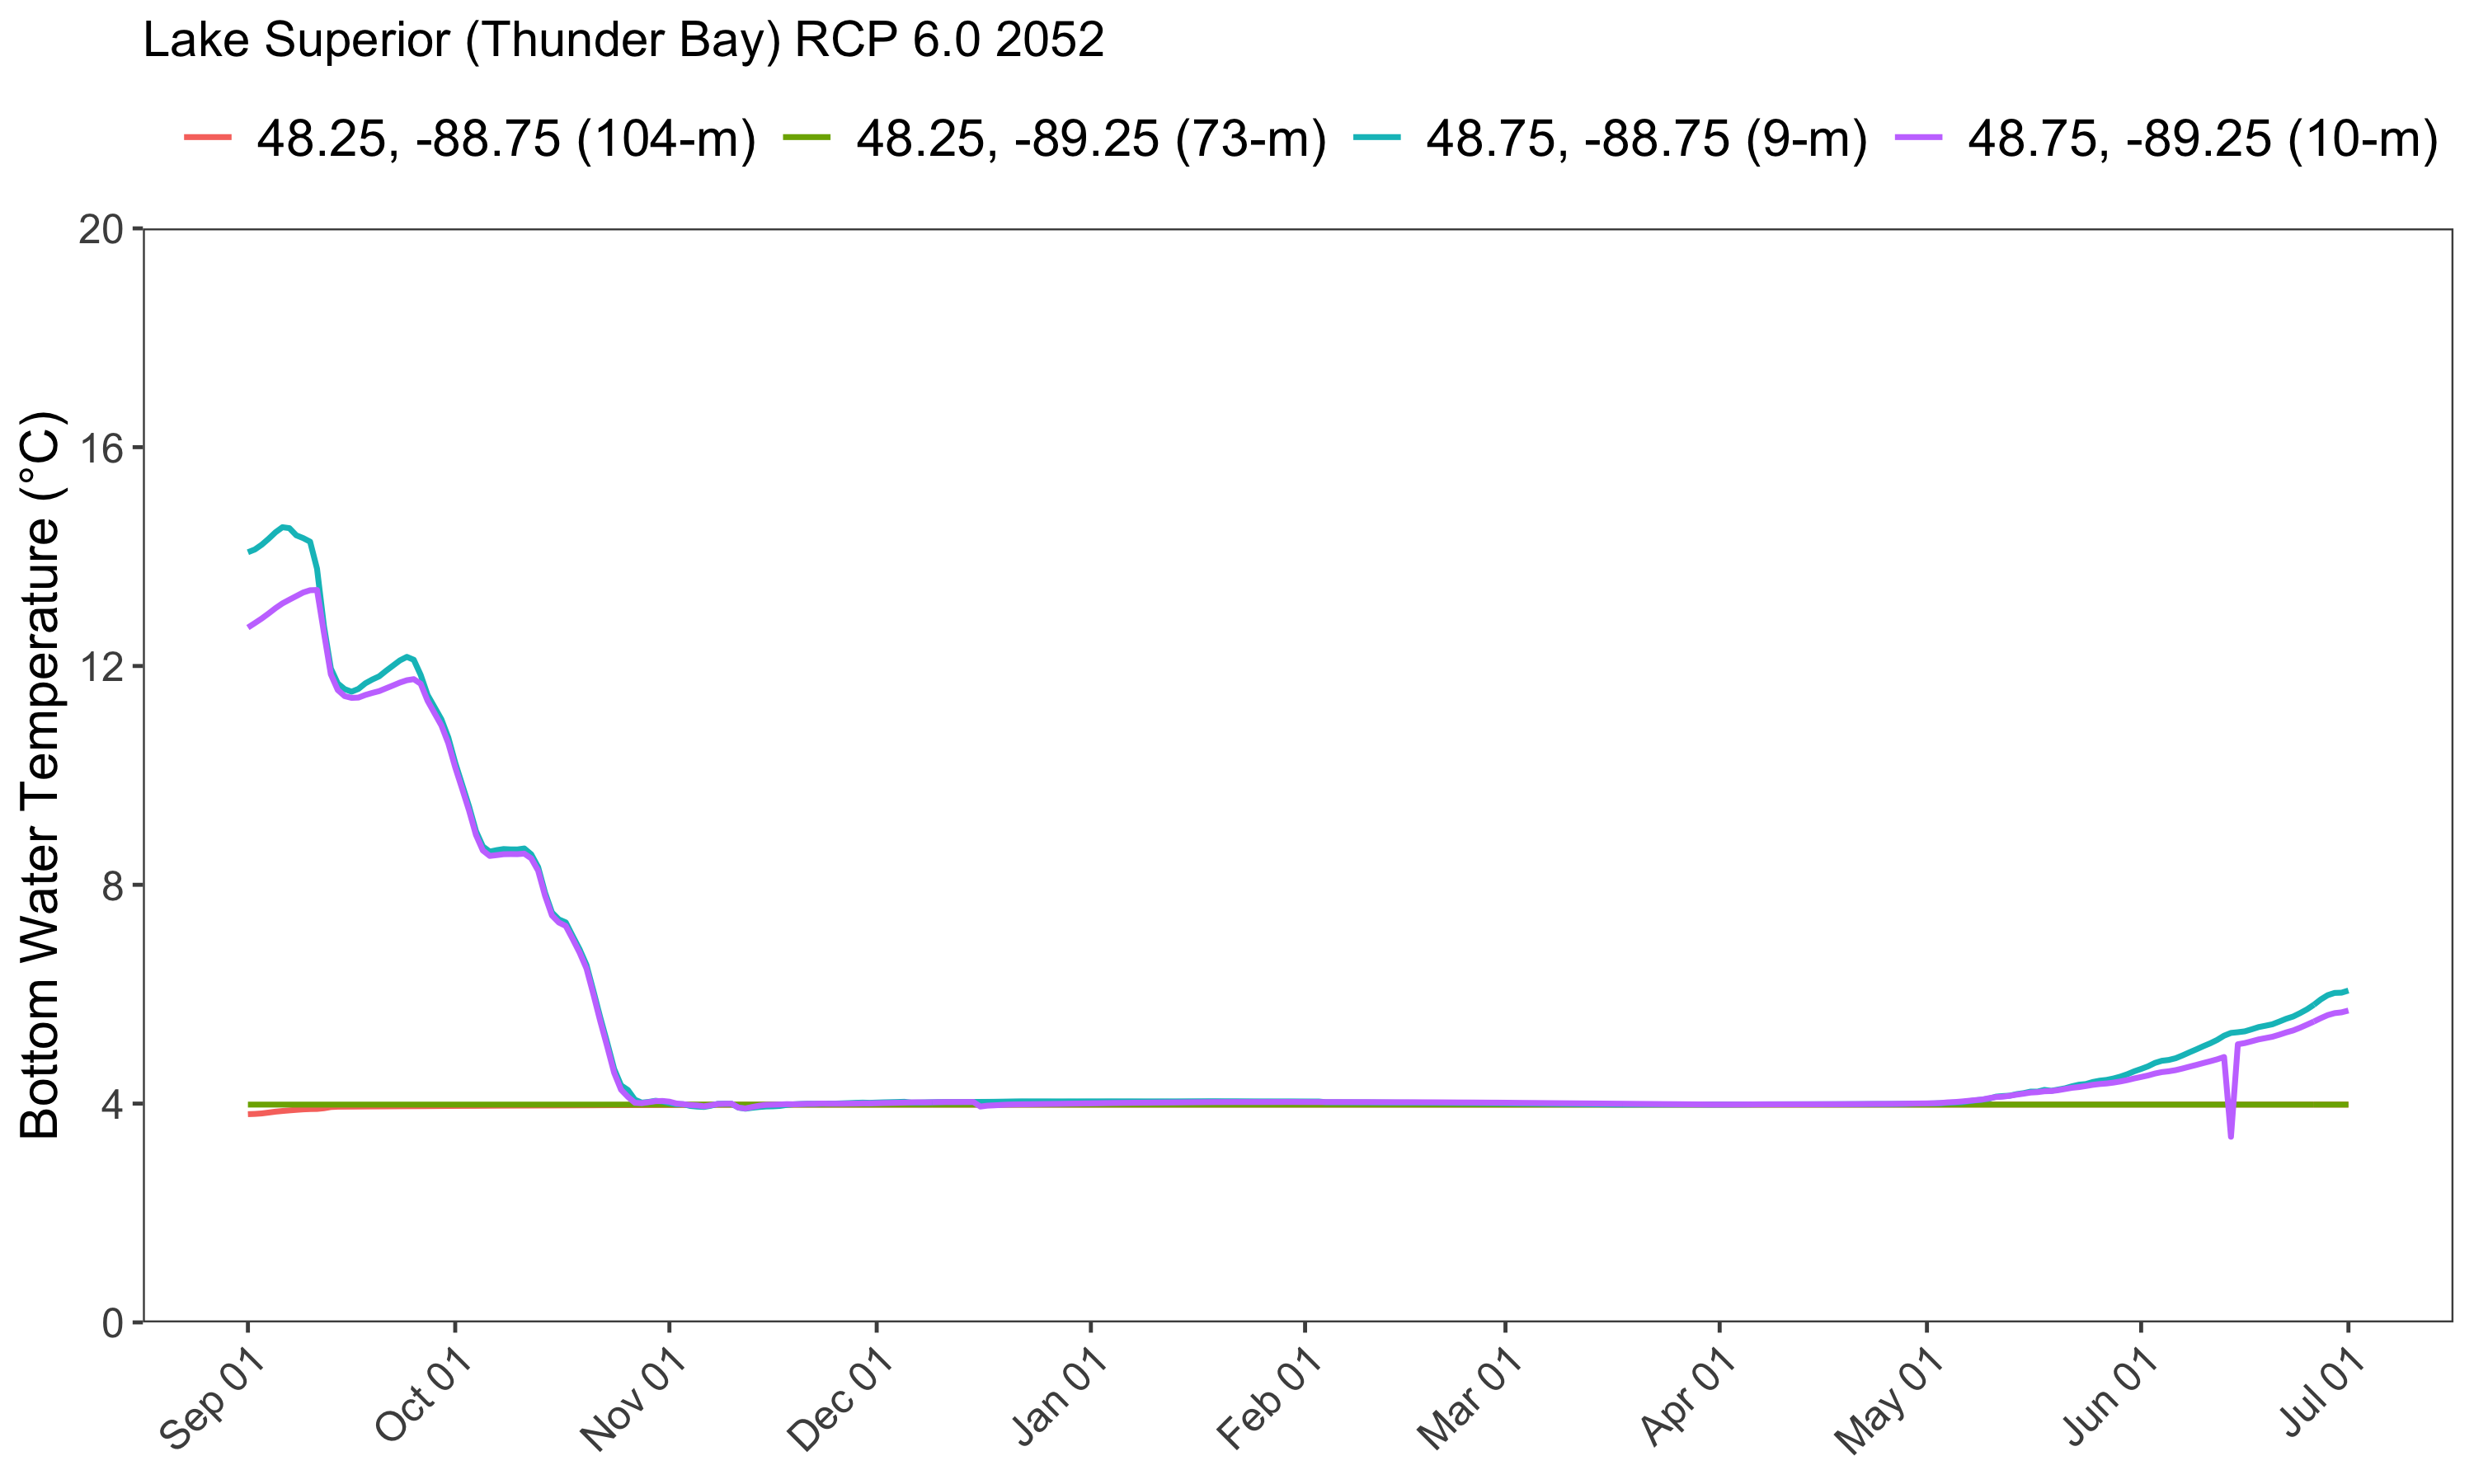 Lake Superior (Thunder Bay) RCP 6.0 2052
48.25, -88.75 (104-m) 48.25, -89.25 (73-m) 48.75, -88.75 (9-m) 48.75, -89.25 (10-m)
Bottom Water Temperature (°C)
20
16
12
8
4
0
Sep 01 Oct 01 Nov 01 Dec 01 Jan 01 Feb 01 Mar 01 Apr 01 May 01 Jun 01 Jul 01